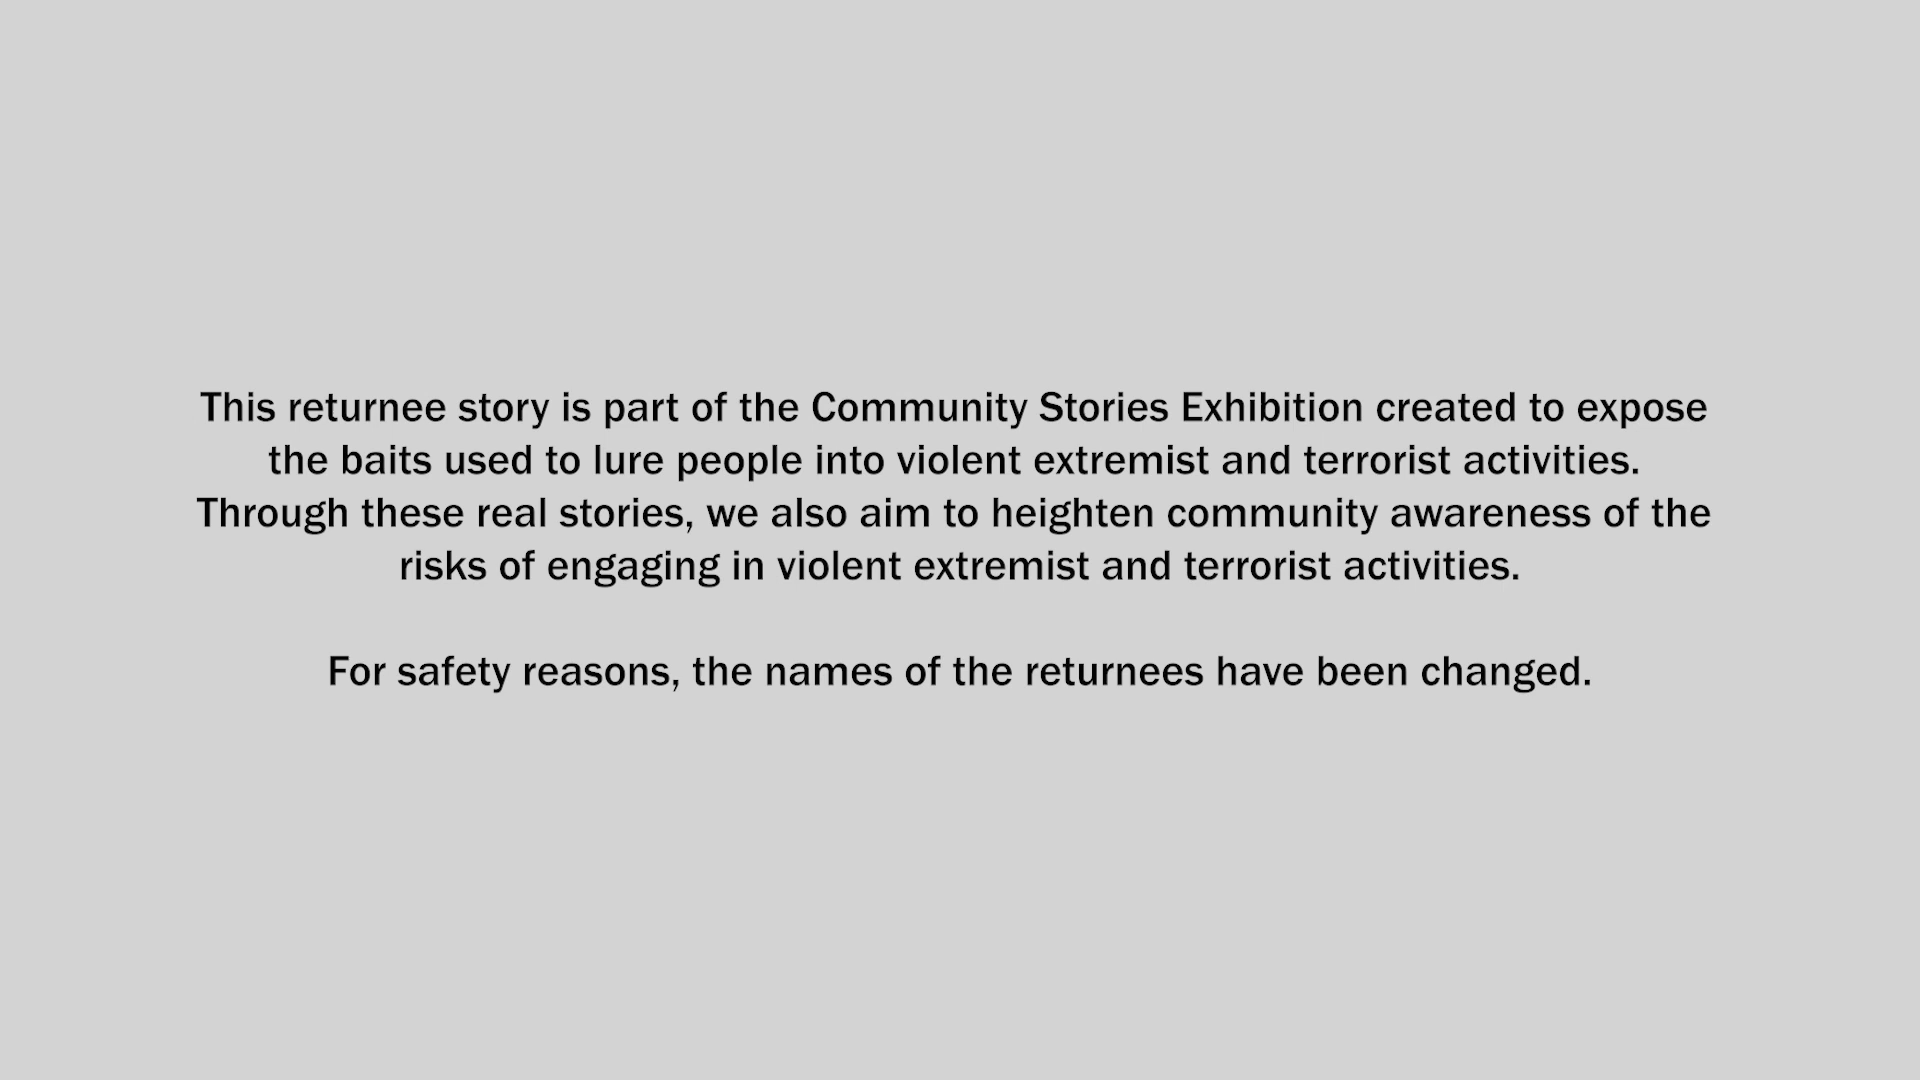 This returnee story is part of the Community Stories Exhibition created to expose
the baits used to lure people into violent extremist and terrorist activities.
Through these real stories, we also aim to heighten community awareness of the
risks of engaging in violent extremist and terrorist activities.
For safety reasons, the names of the returnees have been changed.